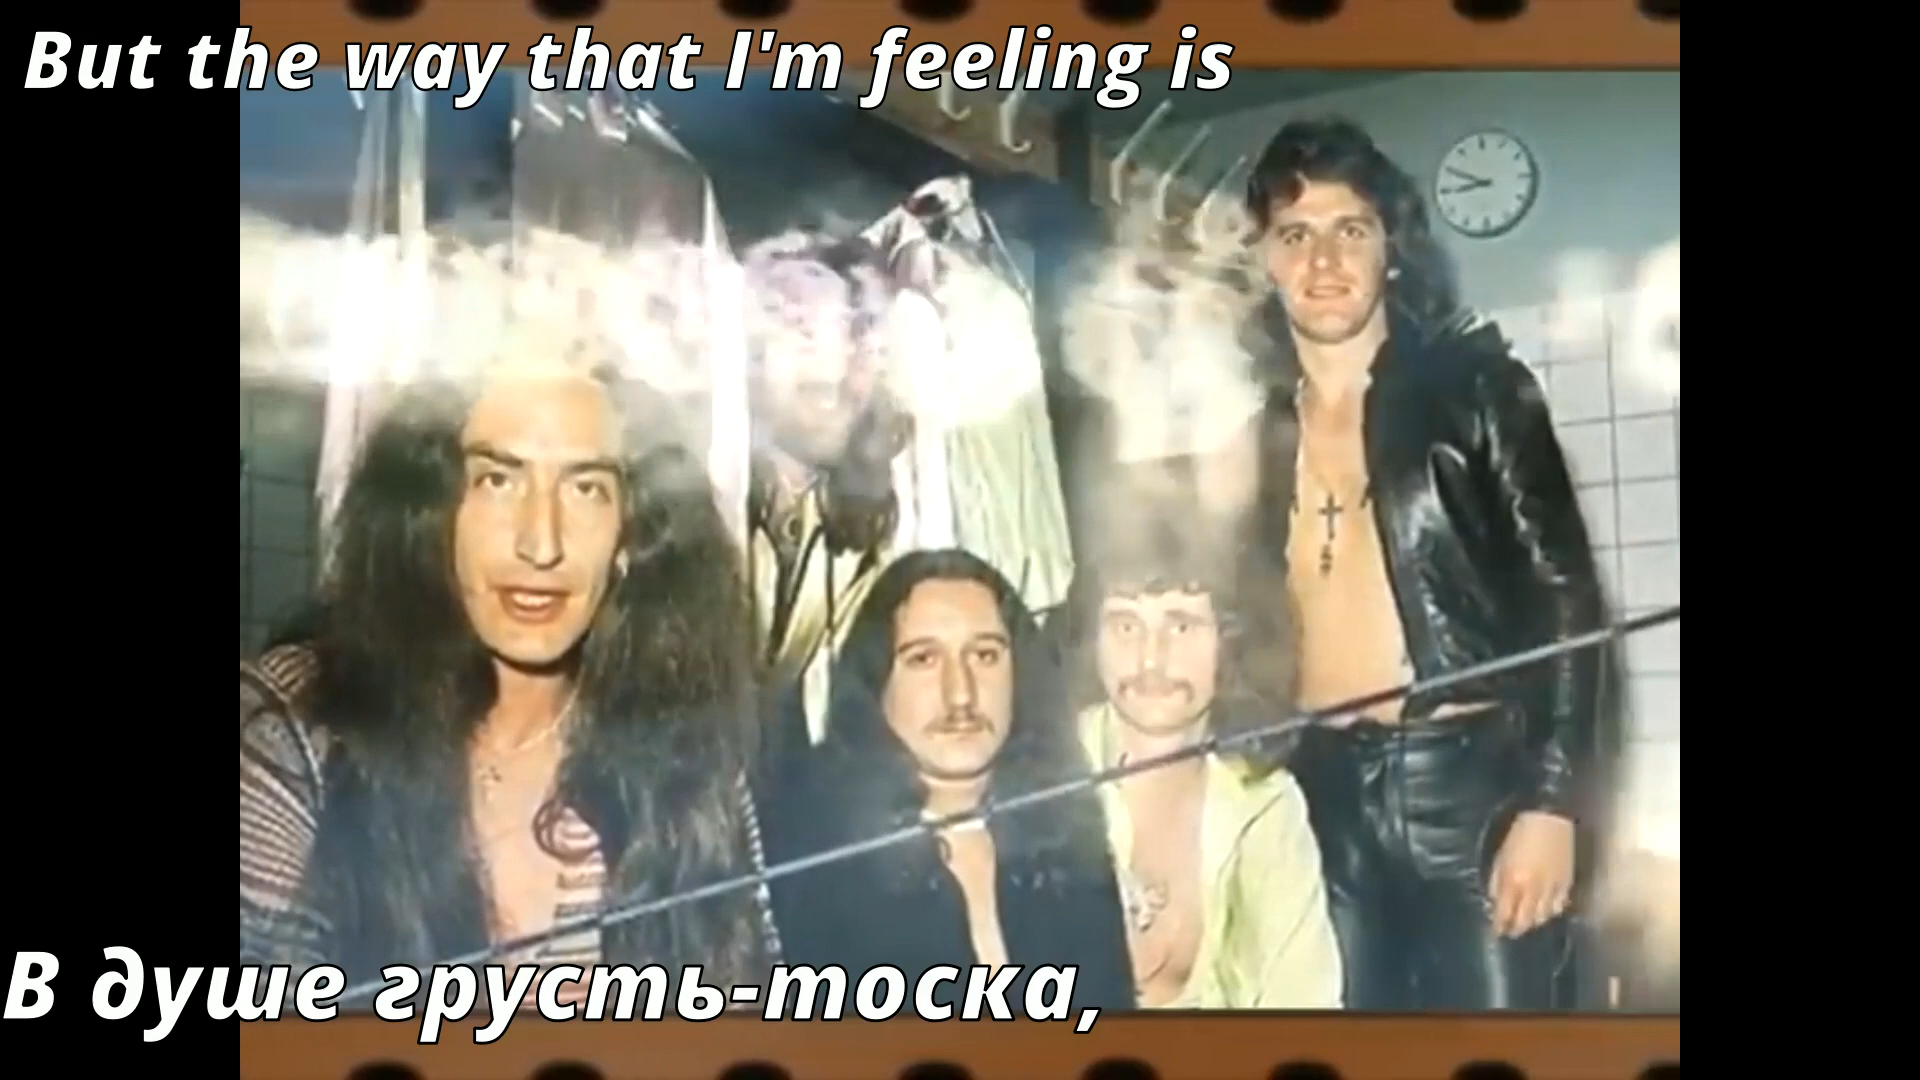 But the way that I'm feeling is
В душе грусть-тоска,